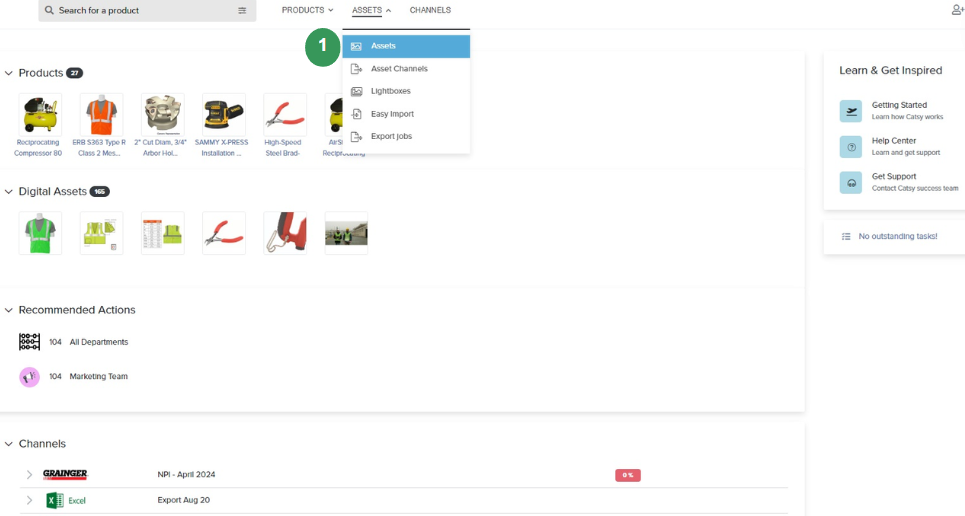 Search for a product
PRODUCTS
ASSETS
CHANNELS
1
Assets
Asset Channels
Lightboxes
Easy Import
Export jobs
Products 27
Reciprocating
Compressor 80
ERB S363 Type R
Class 2 Mes...
2" Cut Diam, 3/4"
Arbor Hol...
SAMMY X-PRESS
Installation ...
High-Speed
Steel Brad-
Digital Assets 165
Recommended Actions
104 All Departments
104 Marketing Team
Channels
GRAINGER NPI - April 2024 0%
Excel Export Aug 20
Learn & Get Inspired
Getting Started
Learn how Catsy works
Help Center
Learn and get support
Get Support
Contact Catsy success team
No outstanding tasks!